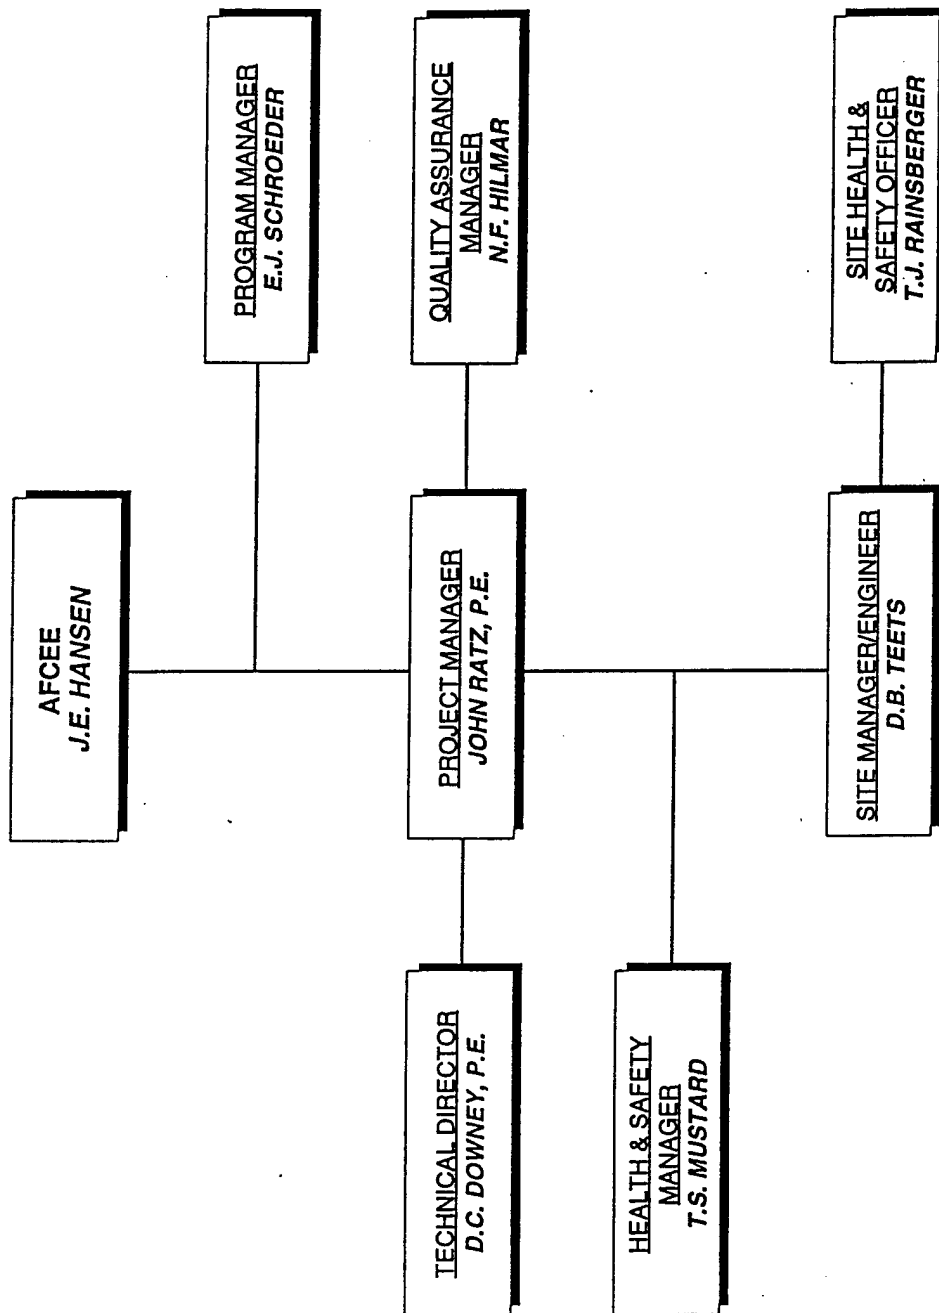 AFCEE
J.E. HANSEN
PROGRAM MANAGER
E.J. SCHROEDER
TECHNICAL DIRECTOR
D.C. DOWNEY, P.E.
PROJECT MANAGER
JOHN RATZ, P.E.
QUALITY ASSURANCE
MANAGER
N.F. HILMAR
HEALTH & SAFETY
MANAGER
T.S. MUSTARD
SITE MANAGER/ENGINEER
D.B. TEETS
SITE HEALTH &
SAFETY OFFICER
T.J. RAINSBERGER